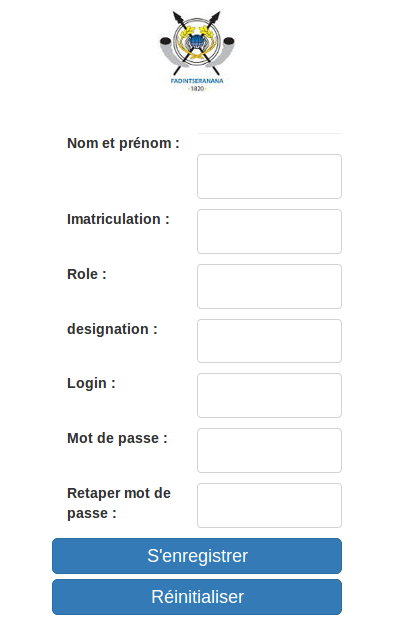 FADINTSERANANA
- 1820 -
Nom et prénom :
Imatriculation :
Role :
designation :
Login :
Mot de passe :
Retaper mot de
passe :
S'enregistrer
Réinitialiser